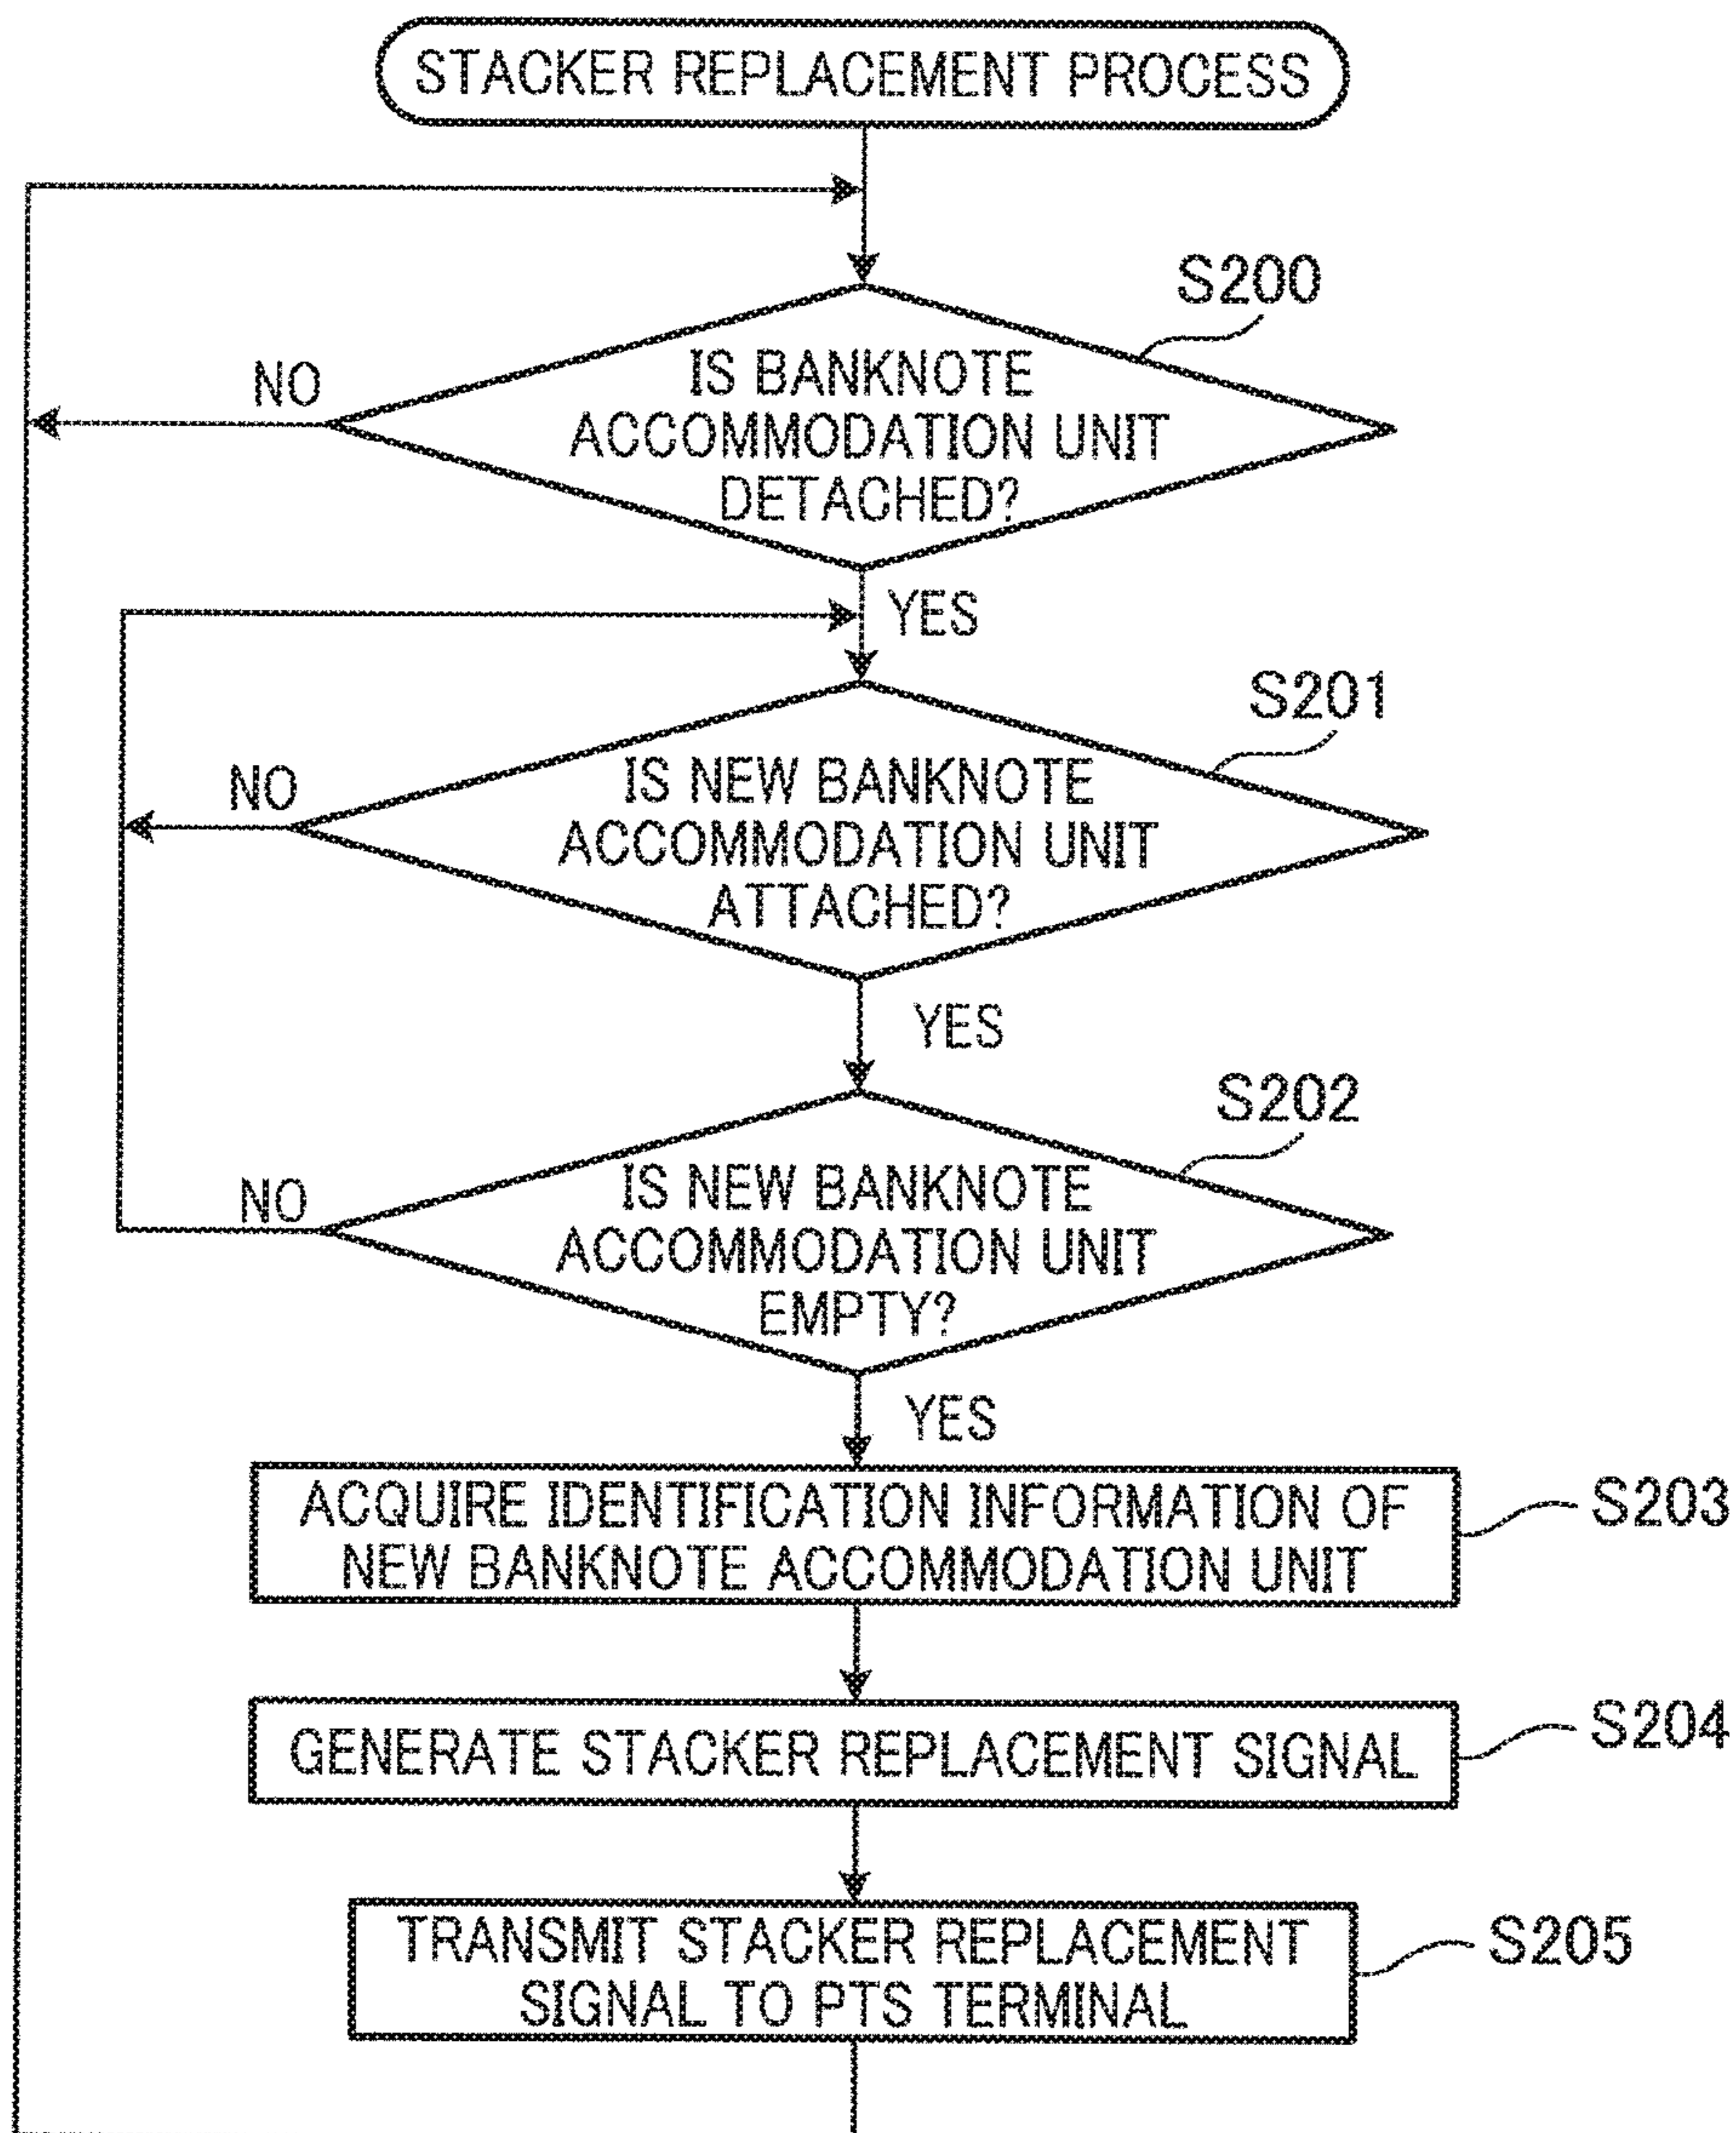 STACKER REPLACEMENT PROCESS
S200
NO
IS BANKNOTE
ACCOMMODATION UNIT
DETACHED?
YES
S201
NO
IS NEW BANKNOTE
ACCOMMODATION UNIT
ATTACHED?
YES
S202
NO
IS NEW BANKNOTE
ACCOMMODATION UNIT
EMPTY?
YES
ACQUIRE IDENTIFICATION INFORMATION OF
NEW BANKNOTE ACCOMMODATION UNIT
S203
GENERATE STACKER REPLACEMENT SIGNAL
S204
TRANSMIT STACKER REPLACEMENT
SIGNAL TO PTS TERMINAL
S205